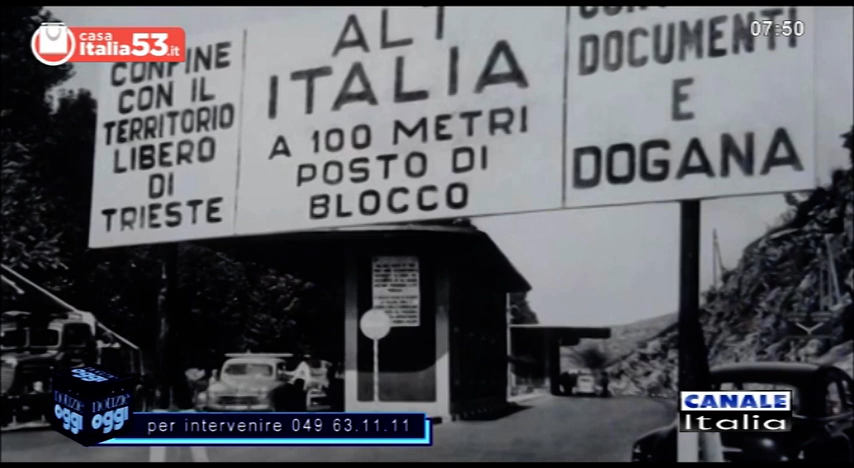 casa
italia53.it
07:50
CONFINE
CON IL
TERRITORIO
LIBERO
DI
TRIESTE
ALT
ITALIA
A 100 METRI
POSTO DI
BLOCCO
DOCUMENTI
E
DOGANA
notizie
notizie
oggi
notizie
oggi
per intervenire 049 63.11.11
CANALE
Italia